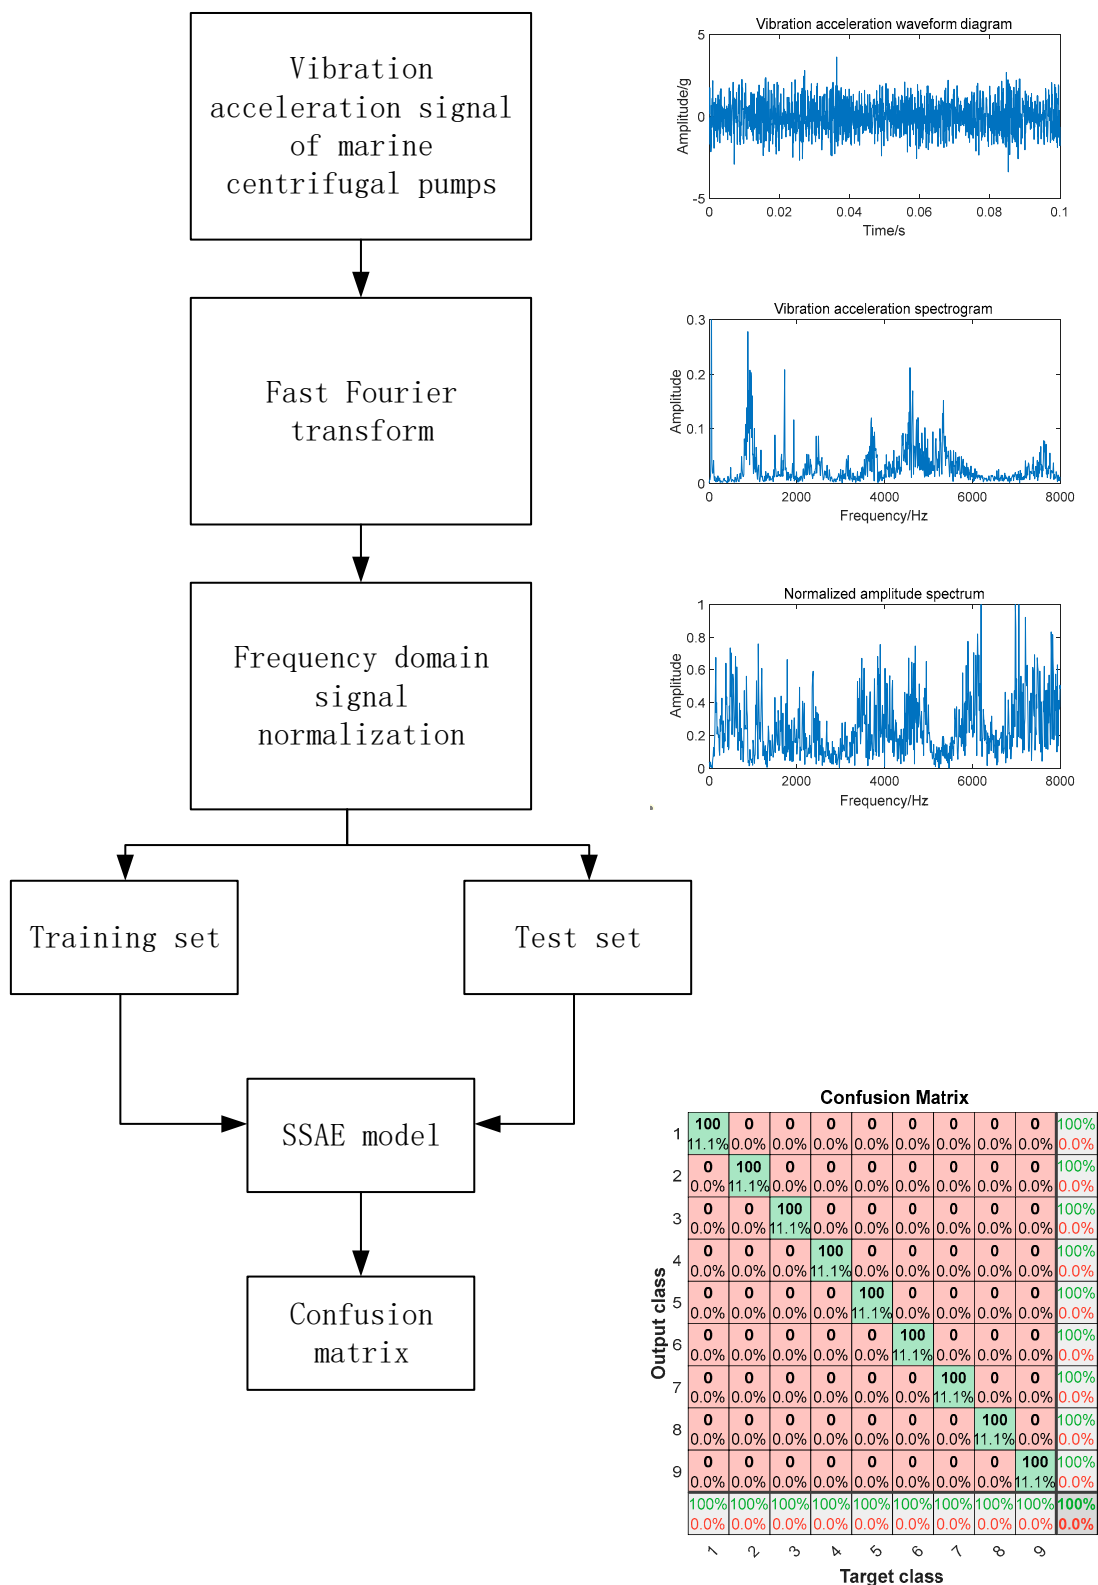 Vibration
acceleration signal
of marine
centrifugal pumps
Vibration acceleration waveform diagram
5
0
-5
Amplitude/g
0 0.02 0.04 0.06 0.08 0.1
Time/s
Fast Fourier
transform
Vibration acceleration spectrogram
0.3
0.2
0.1
0
Amplitude
0 2000 4000 6000 8000
Frequency/Hz
Frequency domain
signal
normalization
Normalized amplitude spectrum
1
0.8
0.6
0.4
0.2
0
Amplitude
0 2000 4000 6000 8000
Frequency/Hz
Training set
Test set
SSAE model
Confusion
matrix
Confusion Matrix
Output class
1 100 0 0 0 0 0 0 0 0 100%
11.1% 0.0% 0.0% 0.0% 0.0% 0.0% 0.0% 0.0% 0.0% 0.0%
2 0 100 0 0 0 0 0 0 0 100%
0.0% 11.1% 0.0% 0.0% 0.0% 0.0% 0.0% 0.0% 0.0% 0.0%
3 0 0 100 0 0 0 0 0 0 100%
0.0% 0.0% 11.1% 0.0% 0.0% 0.0% 0.0% 0.0% 0.0% 0.0%
4 0 0 0 100 0 0 0 0 0 100%
0.0% 0.0% 0.0% 11.1% 0.0% 0.0% 0.0% 0.0% 0.0% 0.0%
5 0 0 0 0 100 0 0 0 0 100%
0.0% 0.0% 0.0% 0.0% 11.1% 0.0% 0.0% 0.0% 0.0% 0.0%
6 0 0 0 0 0 100 0 0 0 100%
0.0% 0.0% 0.0% 0.0% 0.0% 11.1% 0.0% 0.0% 0.0% 0.0%
7 0 0 0 0 0 0 100 0 0 100%
0.0% 0.0% 0.0% 0.0% 0.0% 0.0% 11.1% 0.0% 0.0% 0.0%
8 0 0 0 0 0 0 0 100 0 100%
0.0% 0.0% 0.0% 0.0% 0.0% 0.0% 0.0% 11.1% 0.0% 0.0%
9 0 0 0 0 0 0 0 0 100 100%
0.0% 0.0% 0.0% 0.0% 0.0% 0.0% 0.0% 0.0% 11.1% 0.0%
100% 100% 100% 100% 100% 100% 100% 100% 100% 100%
0.0% 0.0% 0.0% 0.0% 0.0% 0.0% 0.0% 0.0% 0.0% 0.0%
1 2 3 4 5 6 7 8 9
Target class